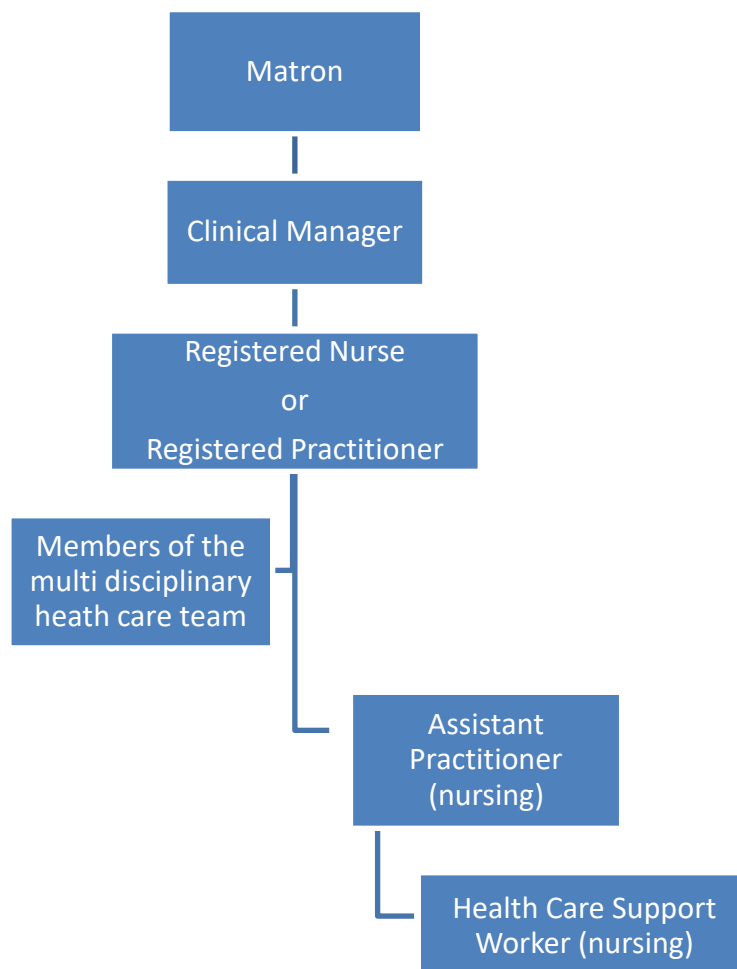 Matron
Clinical Manager
Registered Nurse
or
Registered Practitioner
Members of the
multi disciplinary
heath care team
Assistant
Practitioner
(nursing)
Health Care Support
Worker (nursing)